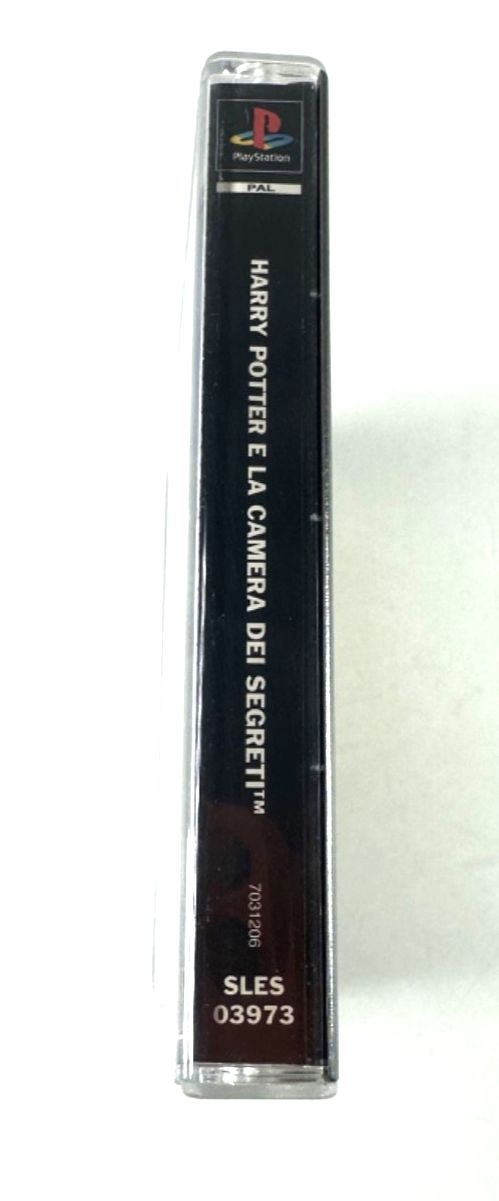 PlayStation
PAL
HARRY POTTER E LA CAMERA DEI SEGRETI™
7031206
SLES
03973